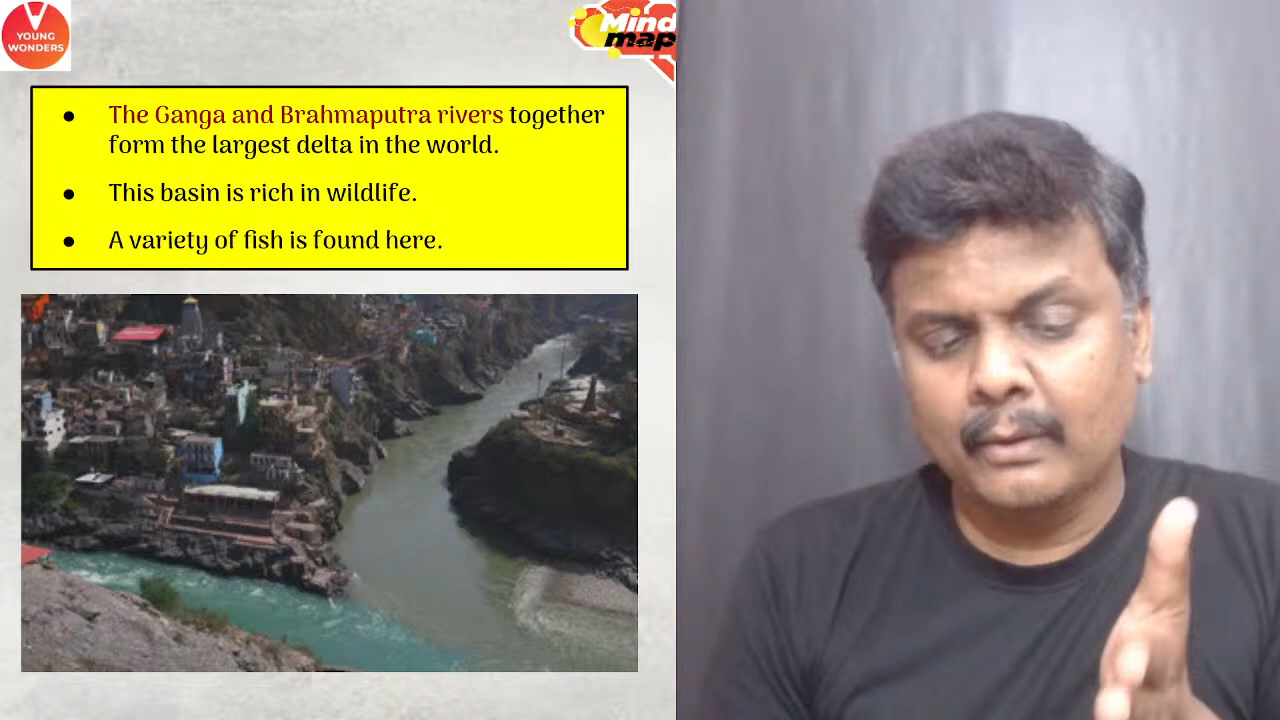 YOUNG
WONDERS
Mind
map
The Ganga and Brahmaputra rivers together
form the largest delta in the world.
This basin is rich in wildlife.
A variety of fish is found here.